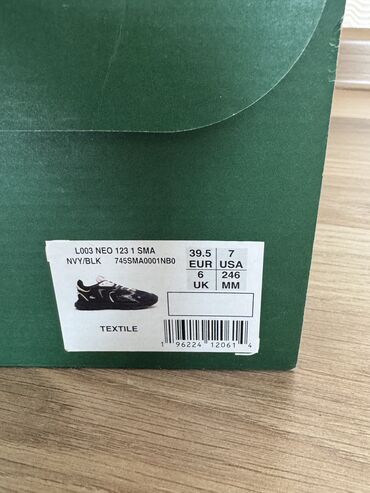 L003 NEO 123 1 SMA
NVY/BLK 745SMA0001NB0
39.5 7
EUR USA
6 246
UK MM
TEXTILE
1 96224 12061 4